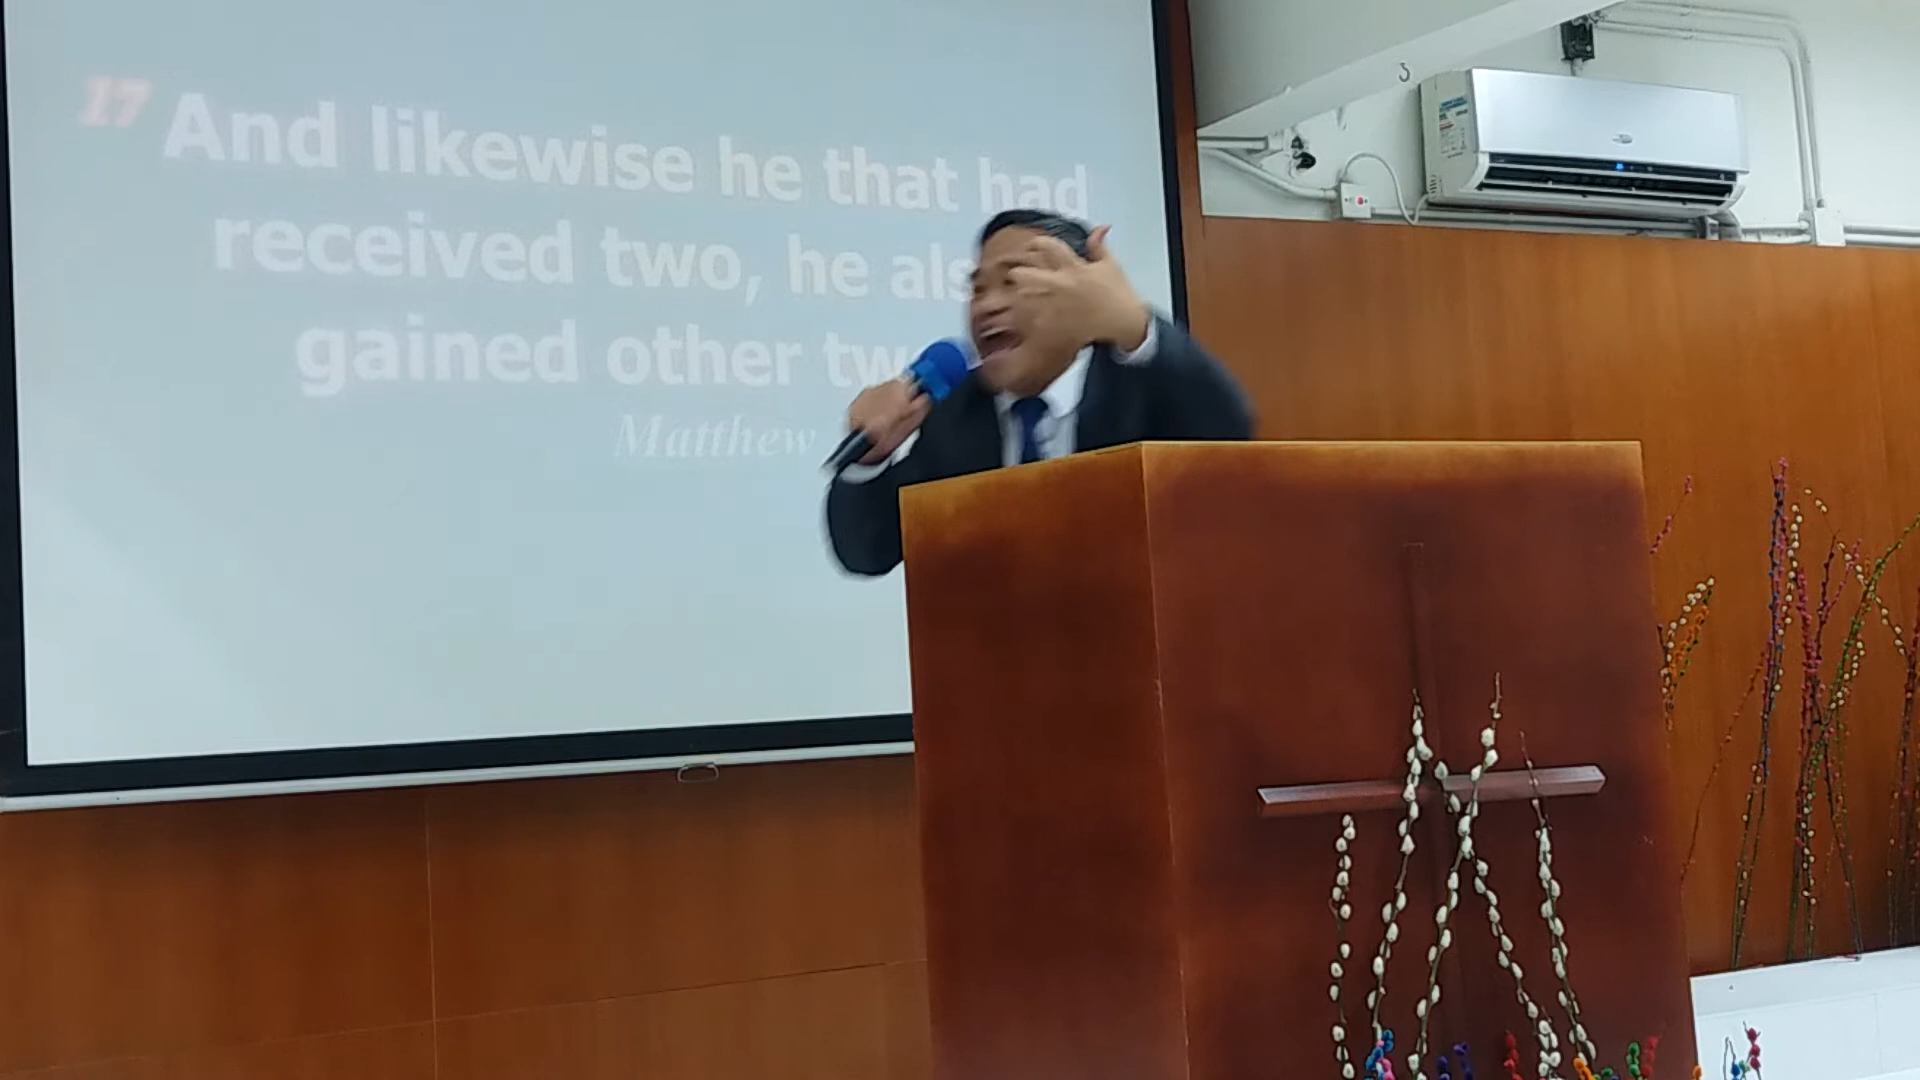 17 And likewise he that had
received two, he als
gained other tw
Matthew